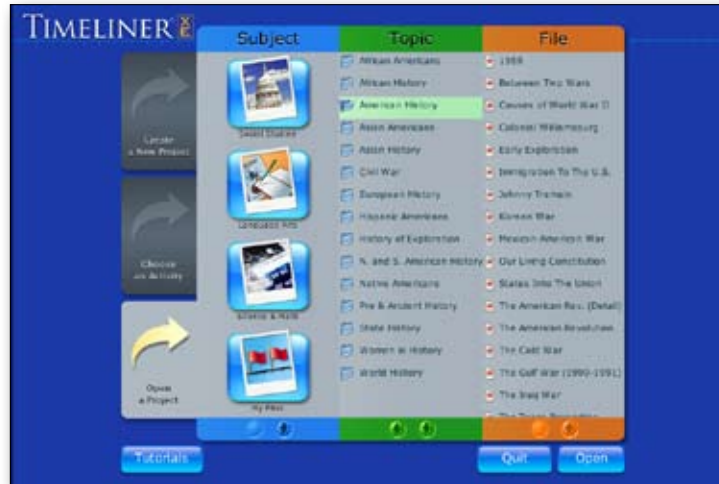 TIMELINER XE
Subject
Topic
File
Create
a New Project
Choose
an Activity
Open
a Project
Social Studies
Language Arts
Science & Math
My Files
African Americans
African History
American History
Asian Americans
Asian History
Civil War
European History
Hispanic Americans
History of Exploration
N. and S. American History
Native Americans
Pre & Ancient History
State History
Women in History
World History
Between Two Wars
Causes of World War II
Colonial Williamsburg
Early Exploration
Immigration To The U.S.
Johnny Tremain
Korean War
Mexican American War
Our Living Constitution
States Into The Union
The American Rev. (Detail)
The American Revolution
The Cold War
The Gulf War (1990-1991)
The Iraq War
Tutorials
Quit
Open